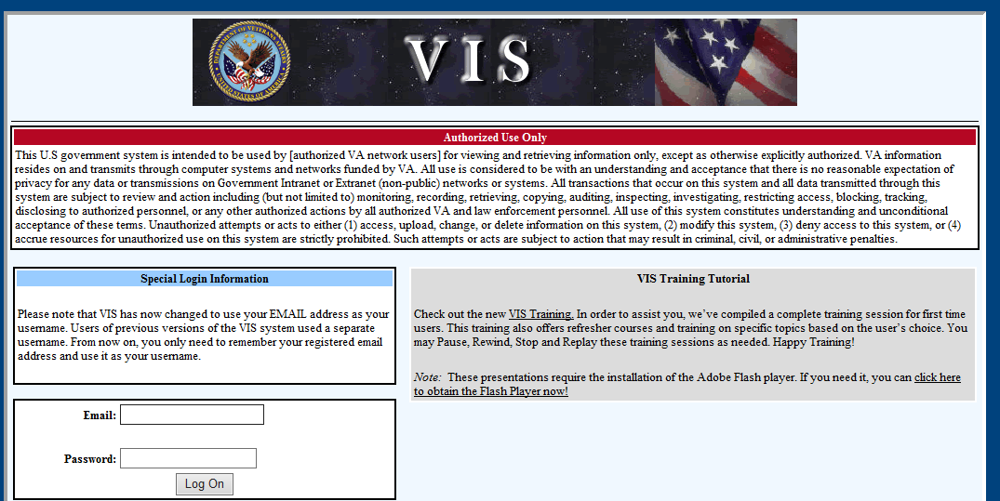 DEPARTMENT OF VETERANS AFFAIRS
UNITED STATES OF AMERICA
VIS
Authorized Use Only
This U.S government system is intended to be used by [authorized VA network users] for viewing and retrieving information only, except as otherwise explicitly authorized. VA information
resides on and transmits through computer systems and networks funded by VA. All use is considered to be with an understanding and acceptance that there is no reasonable expectation of
privacy for any data or transmissions on Government Intranet or Extranet (non-public) networks or systems. All transactions that occur on this system and all data transmitted through this
system are subject to review and action including (but not limited to) monitoring, recording, retrieving, copying, auditing, inspecting, investigating, restricting access, blocking, tracking,
disclosing to authorized personnel, or any other authorized actions by all authorized VA and law enforcement personnel. All use of this system constitutes understanding and unconditional
acceptance of these terms. Unauthorized attempts or acts to either (1) access, upload, change, or delete information on this system, (2) modify this system, (3) deny access to this system, or (4)
accrue resources for unauthorized use on this system are strictly prohibited. Such attempts or acts are subject to action that may result in criminal, civil, or administrative penalties.
Special Login Information
Please note that VIS has now changed to use your EMAIL address as your
username. Users of previous versions of the VIS system used a separate
username. From now on, you only need to remember your registered email
address and use it as your username.
Email:
Password:
Log On
VIS Training Tutorial
Check out the new VIS Training. In order to assist you, we've compiled a complete training session for first time
users. This training also offers refresher courses and training on specific topics based on the user's choice. You
may Pause, Rewind, Stop and Replay these training sessions as needed. Happy Training!
Note: These presentations require the installation of the Adobe Flash player. If you need it, you can click here
to obtain the Flash Player now!